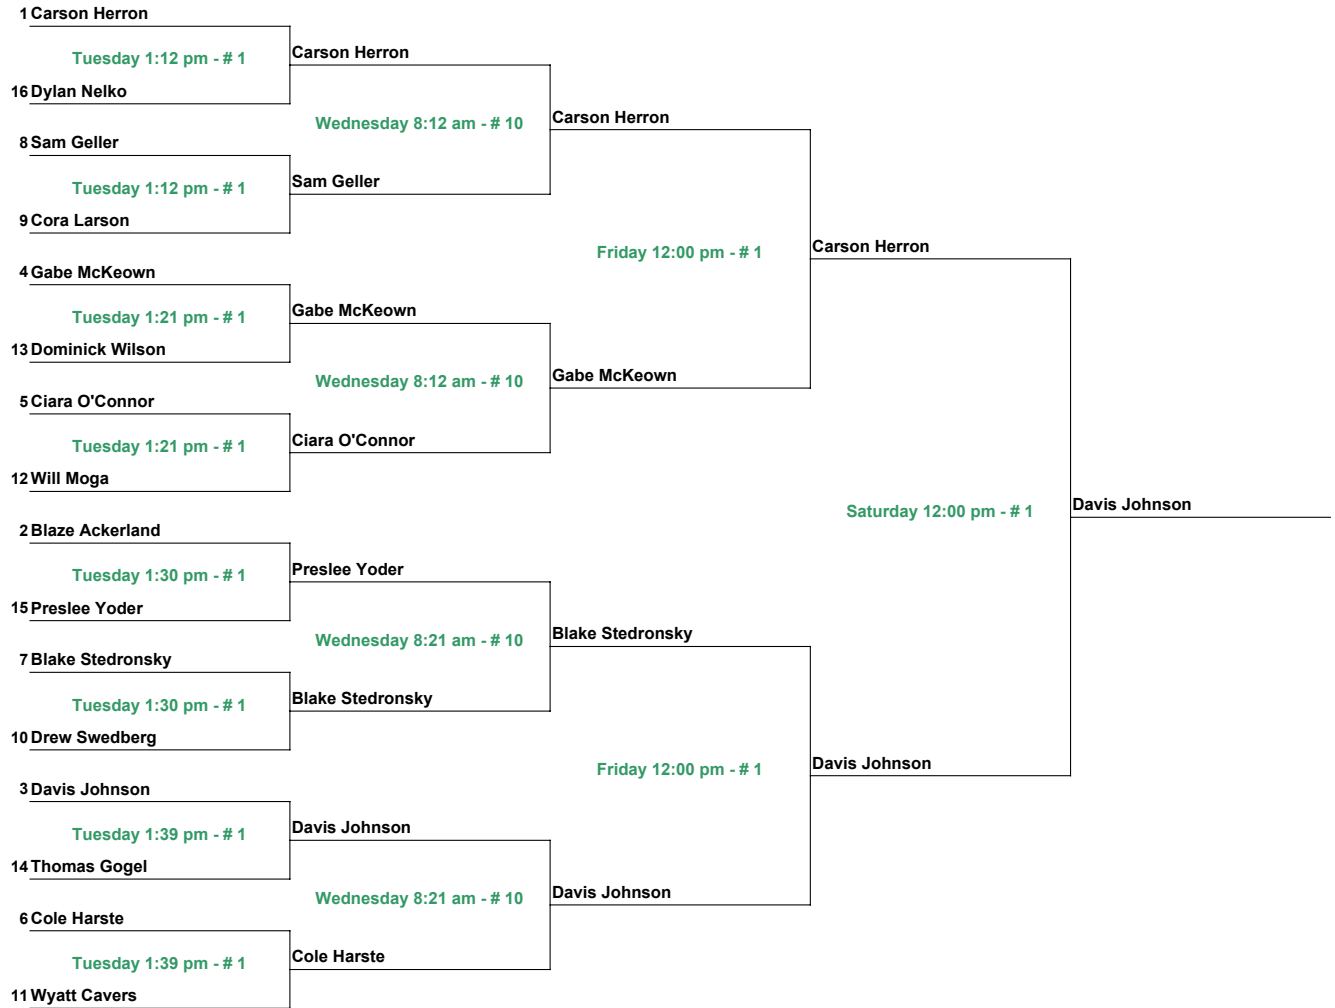 1 Carson Herron
Tuesday 1:12 pm - # 1
Carson Herron
16 Dylan Nelko
Wednesday 8:12 am - # 10
Carson Herron
8 Sam Geller
Tuesday 1:12 pm - # 1
Sam Geller
9 Cora Larson
Friday 12:00 pm - # 1
Carson Herron
4 Gabe McKeown
Tuesday 1:21 pm - # 1
Gabe McKeown
13 Dominick Wilson
Wednesday 8:12 am - # 10
Gabe McKeown
5 Ciara O'Connor
Tuesday 1:21 pm - # 1
Ciara O'Connor
12 Will Moga
Saturday 12:00 pm - # 1
Davis Johnson
2 Blaze Ackerland
Tuesday 1:30 pm - # 1
Preslee Yoder
15 Preslee Yoder
Wednesday 8:21 am - # 10
Blake Stedronsky
7 Blake Stedronsky
Tuesday 1:30 pm - # 1
Blake Stedronsky
10 Drew Swedberg
Friday 12:00 pm - # 1
Davis Johnson
3 Davis Johnson
Tuesday 1:39 pm - # 1
Davis Johnson
14 Thomas Gogel
Wednesday 8:21 am - # 10
Davis Johnson
6 Cole Harste
Tuesday 1:39 pm - # 1
Cole Harste
11 Wyatt Cavers